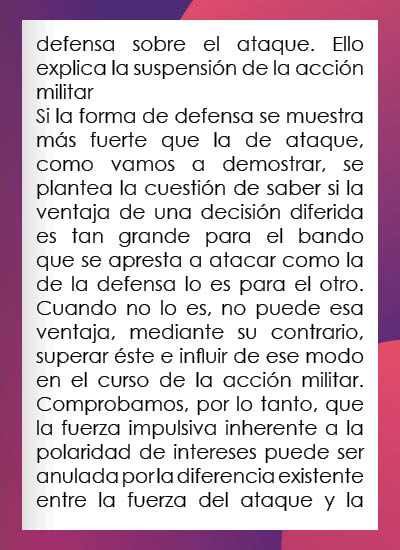 defensa sobre el ataque. Ello
explica la suspensión de la acción
militar
Si la forma de defensa se muestra
más fuerte que la de ataque,
como vamos a demostrar, se
plantea la cuestión de saber si la
ventaja de una decisión diferida
es tan grande para el bando
que se apresta a atacar como la
de la defensa lo es para el otro.
Cuando no lo es, no puede esa
ventaja, mediante su contrario,
superar éste e influir de ese modo
en el curso de la acción militar.
Comprobamos, por lo tanto, que
la fuerza impulsiva inherente a la
polaridad de intereses puede ser
anulada por la diferencia existente
entre la fuerza del ataque y la